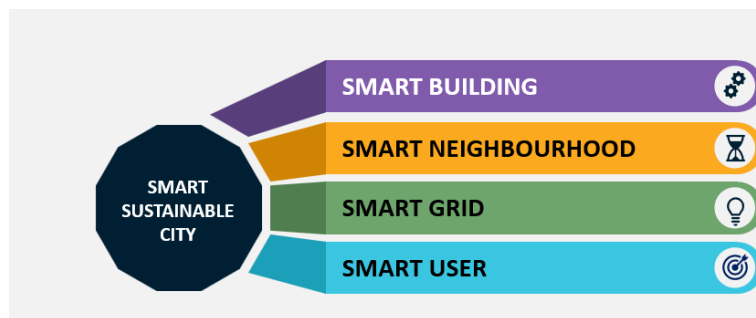 SMART BUILDING
SMART NEIGHBOURHOOD
SMART
SUSTAINABLE
CITY
SMART GRID
SMART USER